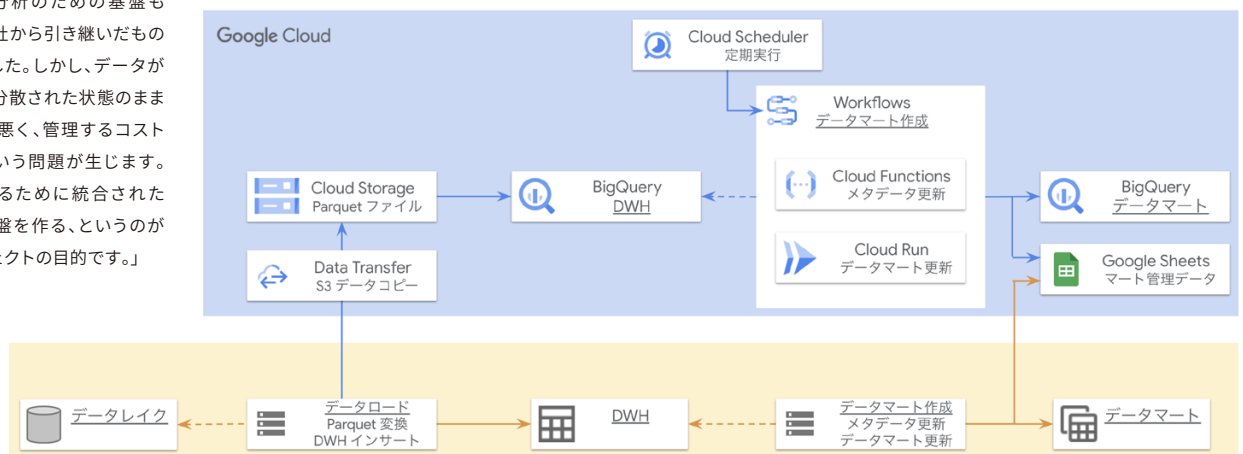 分析のための基盤も
社から引き継いだもの
した。しかし、データが
分散された状態のまま
悪く、管理するコスト
いう問題が生じます。
るために統合された
盤を作る、というのが
ェクトの目的です。」
Google Cloud
Cloud Scheduler
定期実行
Workflows
データマート作成
Cloud Functions
メタデータ更新
Cloud Run
データマート更新
Cloud Storage
Parquet ファイル
BigQuery
DWH
BigQuery
データマート
Data Transfer
S3 データコピー
Google Sheets
マート管理データ
データレイク
データロード
Parquet 変換
DWH インサート
DWH
データマート作成
メタデータ更新
データマート更新
データマート